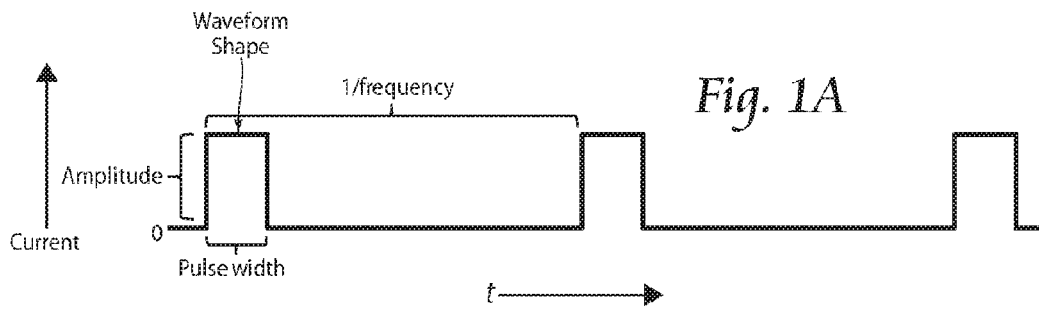 Waveform
Shape
1/frequency
Fig. 1A
Amplitude
0
Current
Pulse width
t